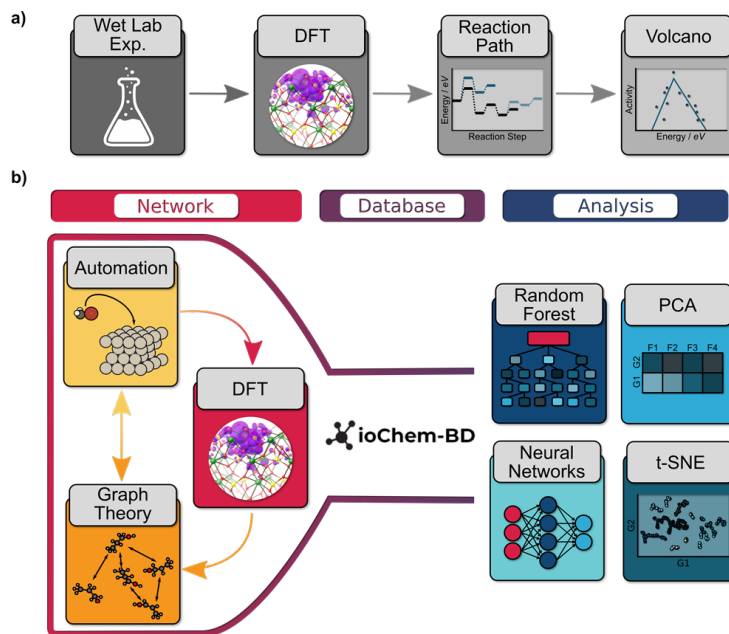 a)
Wet Lab
Exp.
DFT
Reaction
Path
Energy / eV
Reaction Step
Volcano
Activity
Energy / eV
b)
Network
Database
Analysis
Automation
DFT
Graph
Theory
ioChem-BD
Random
Forest
PCA
F1 F2 F3 F4
G2
G1
Neural
Networks
t-SNE
G2
G1